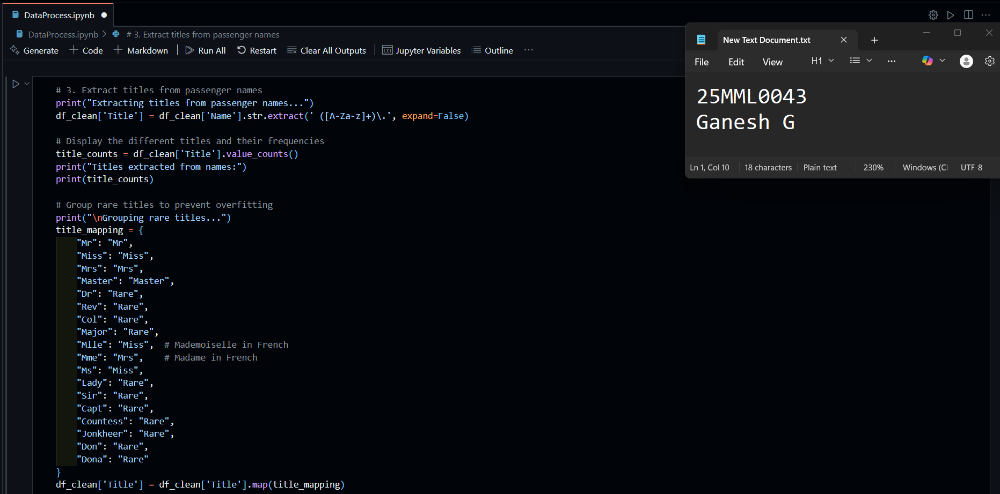 DataProcess.ipynb
DataProcess.ipynb > # 3. Extract titles from passenger names
Generate + Code + Markdown | Run All Restart Clear All Outputs | Jupyter Variables Outline ...
# 3. Extract titles from passenger names
print("Extracting titles from passenger names...")
df_clean['Title'] = df_clean['Name'].str.extract(' ([A-Za-z]+)\.', expand=False)
# Display the different titles and their frequencies
title_counts = df_clean['Title'].value_counts()
print("Titles extracted from names:")
print(title_counts)
# Group rare titles to prevent overfitting
print("\nGrouping rare titles...")
title_mapping = {
    "Mr": "Mr",
    "Miss": "Miss",
    "Mrs": "Mrs",
    "Master": "Master",
    "Dr": "Rare",
    "Rev": "Rare",
    "Col": "Rare",
    "Major": "Rare",
    "Mlle": "Miss",  # Mademoiselle in French
    "Mme": "Mrs",    # Madame in French
    "Ms": "Miss",
    "Lady": "Rare",
    "Sir": "Rare",
    "Capt": "Rare",
    "Countess": "Rare",
    "Jonkheer": "Rare",
    "Don": "Rare",
    "Dona": "Rare"
}
df_clean['Title'] = df_clean['Title'].map(title_mapping)
New Text Document.txt
File Edit View H1 ...
25MML0043
Ganesh G
Ln 1, Col 10 18 characters Plain text 230% Windows (Cl UTF-8